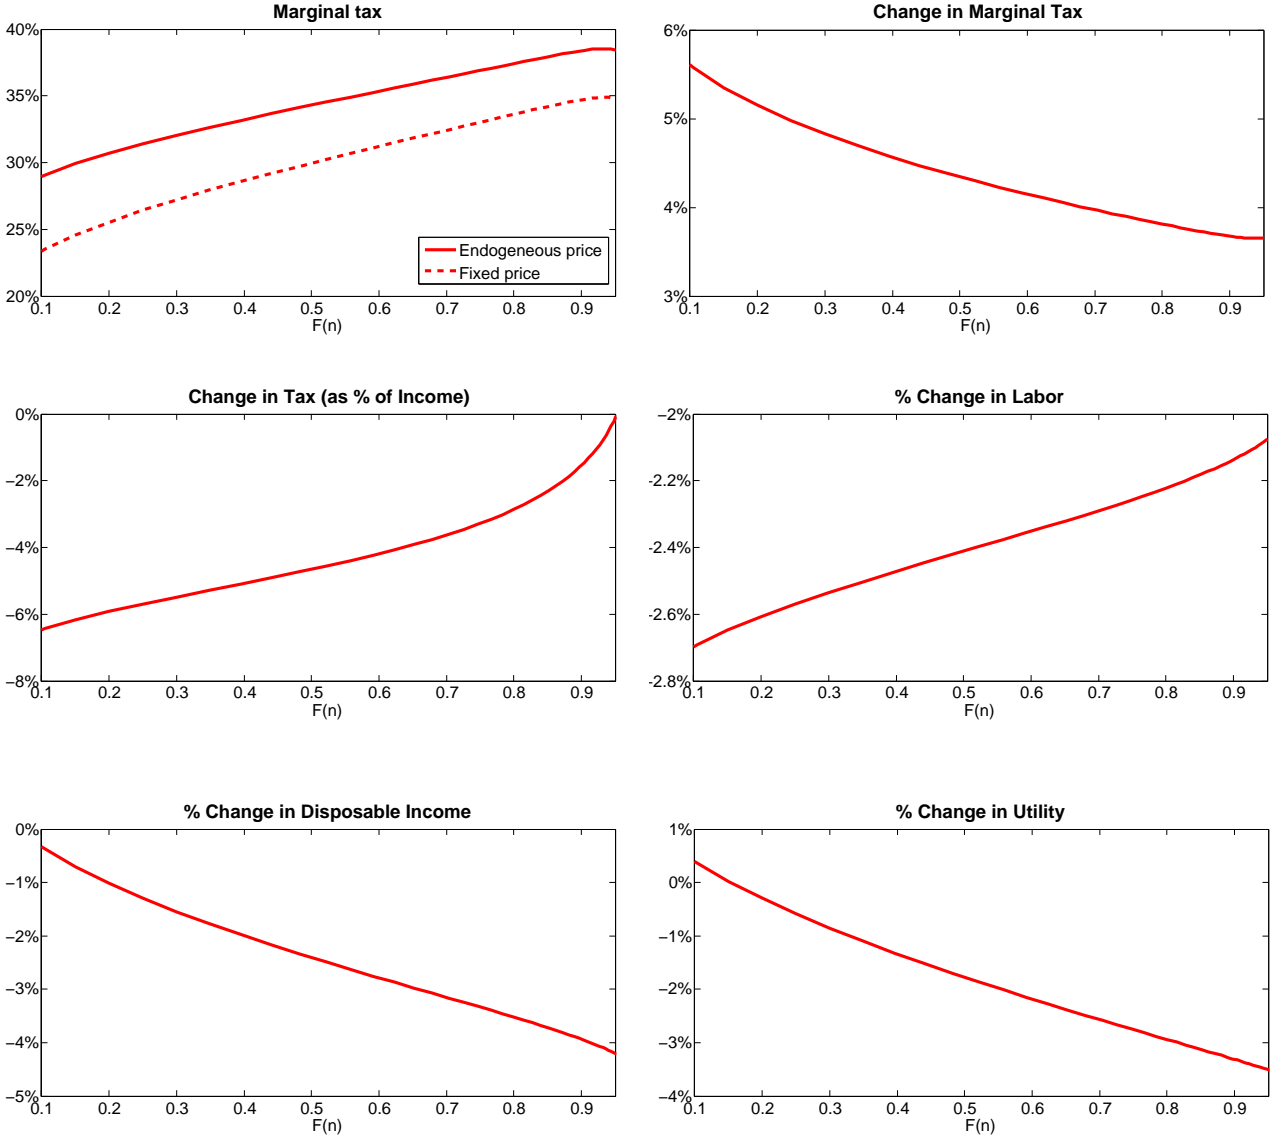 Marginal tax
40%
35%
30%
25%
20%
0.1 0.2 0.3 0.4 0.5 0.6 0.7 0.8 0.9
F(n)
Endogeneous price
Fixed price
Change in Marginal Tax
6%
5%
4%
3%
0.1 0.2 0.3 0.4 0.5 0.6 0.7 0.8 0.9
F(n)
Change in Tax (as % of Income)
0%
−2%
−4%
−6%
−8%
0.1 0.2 0.3 0.4 0.5 0.6 0.7 0.8 0.9
F(n)
% Change in Labor
−2%
-2.2%
-2.4%
-2.6%
-2.8%
0.1 0.2 0.3 0.4 0.5 0.6 0.7 0.8 0.9
F(n)
% Change in Disposable Income
0%
−1%
−2%
−3%
−4%
−5%
0.1 0.2 0.3 0.4 0.5 0.6 0.7 0.8 0.9
F(n)
% Change in Utility
1%
0%
−1%
−2%
−3%
−4%
0.1 0.2 0.3 0.4 0.5 0.6 0.7 0.8 0.9
F(n)